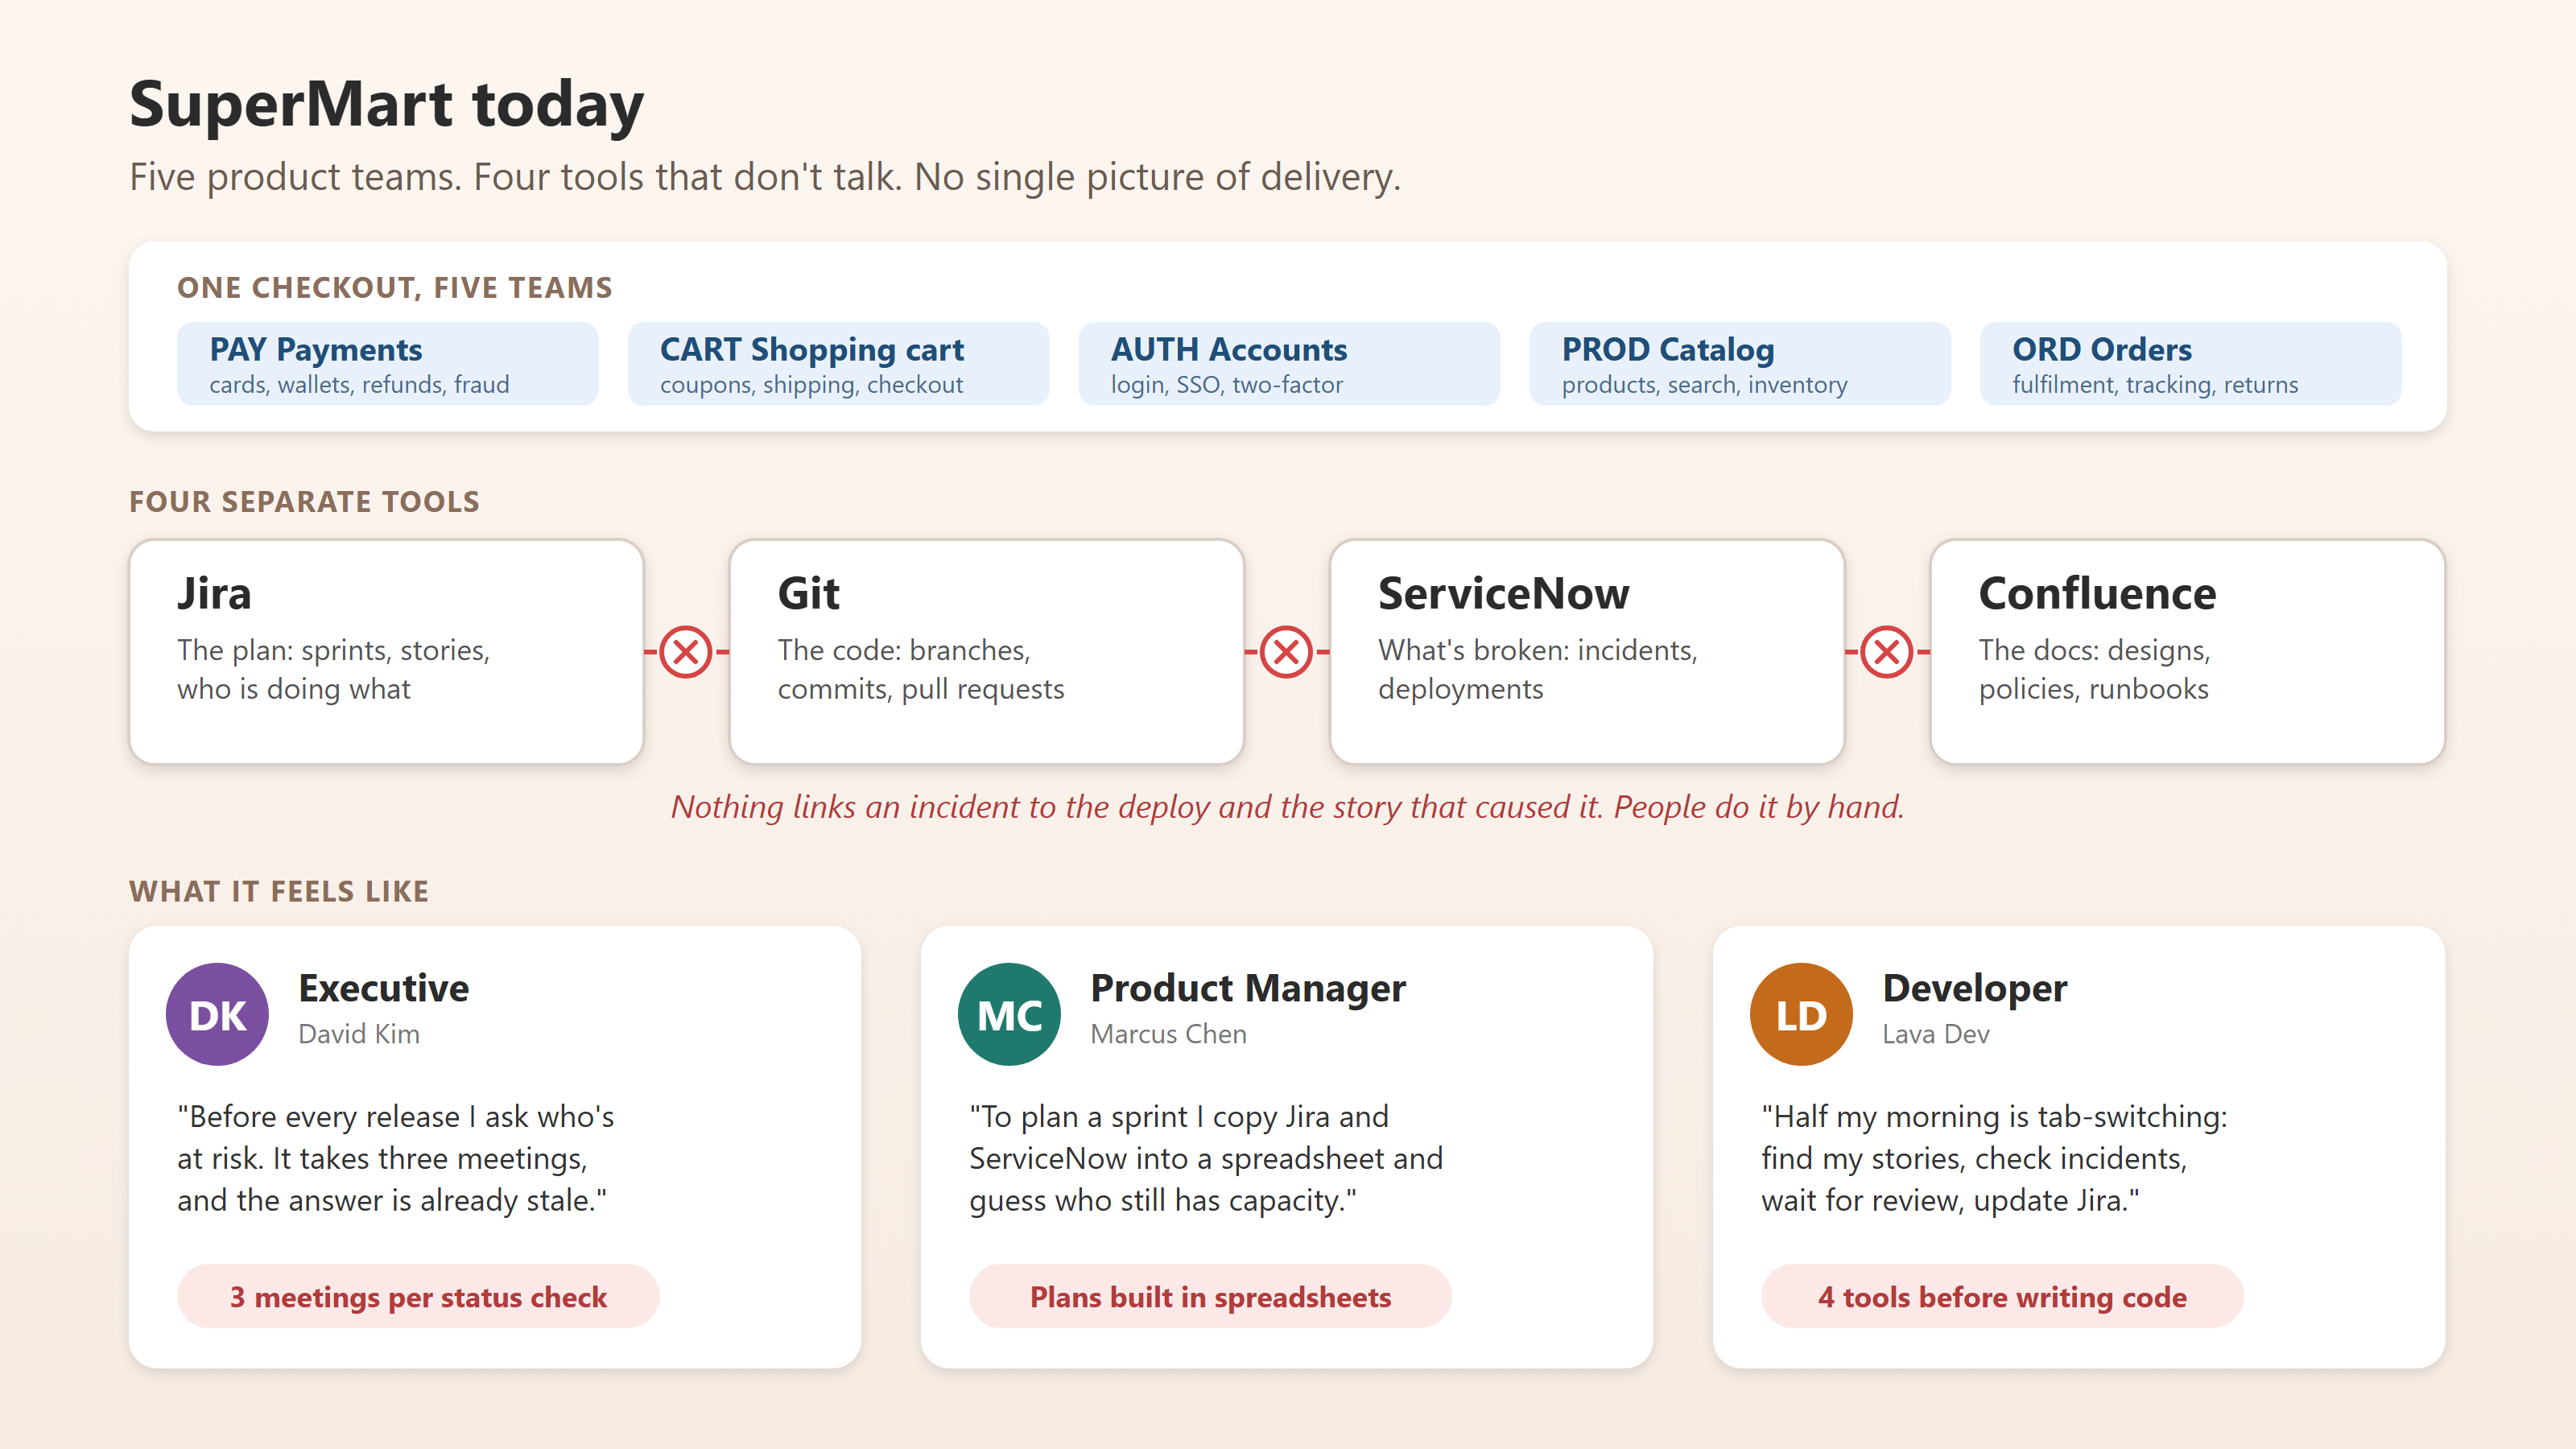 SuperMart today
Five product teams. Four tools that don't talk. No single picture of delivery.
ONE CHECKOUT, FIVE TEAMS
PAY Payments
cards, wallets, refunds, fraud
CART Shopping cart
coupons, shipping, checkout
AUTH Accounts
login, SSO, two-factor
PROD Catalog
products, search, inventory
ORD Orders
fulfilment, tracking, returns
FOUR SEPARATE TOOLS
Jira
The plan: sprints, stories,
who is doing what
Git
The code: branches,
commits, pull requests
ServiceNow
What's broken: incidents,
deployments
Confluence
The docs: designs,
policies, runbooks
Nothing links an incident to the deploy and the story that caused it. People do it by hand.
WHAT IT FEELS LIKE
DK
Executive
David Kim
"Before every release I ask who's
at risk. It takes three meetings,
and the answer is already stale."
3 meetings per status check
MC
Product Manager
Marcus Chen
"To plan a sprint I copy Jira and
ServiceNow into a spreadsheet and
guess who still has capacity."
Plans built in spreadsheets
LD
Developer
Lava Dev
"Half my morning is tab-switching:
find my stories, check incidents,
wait for review, update Jira."
4 tools before writing code